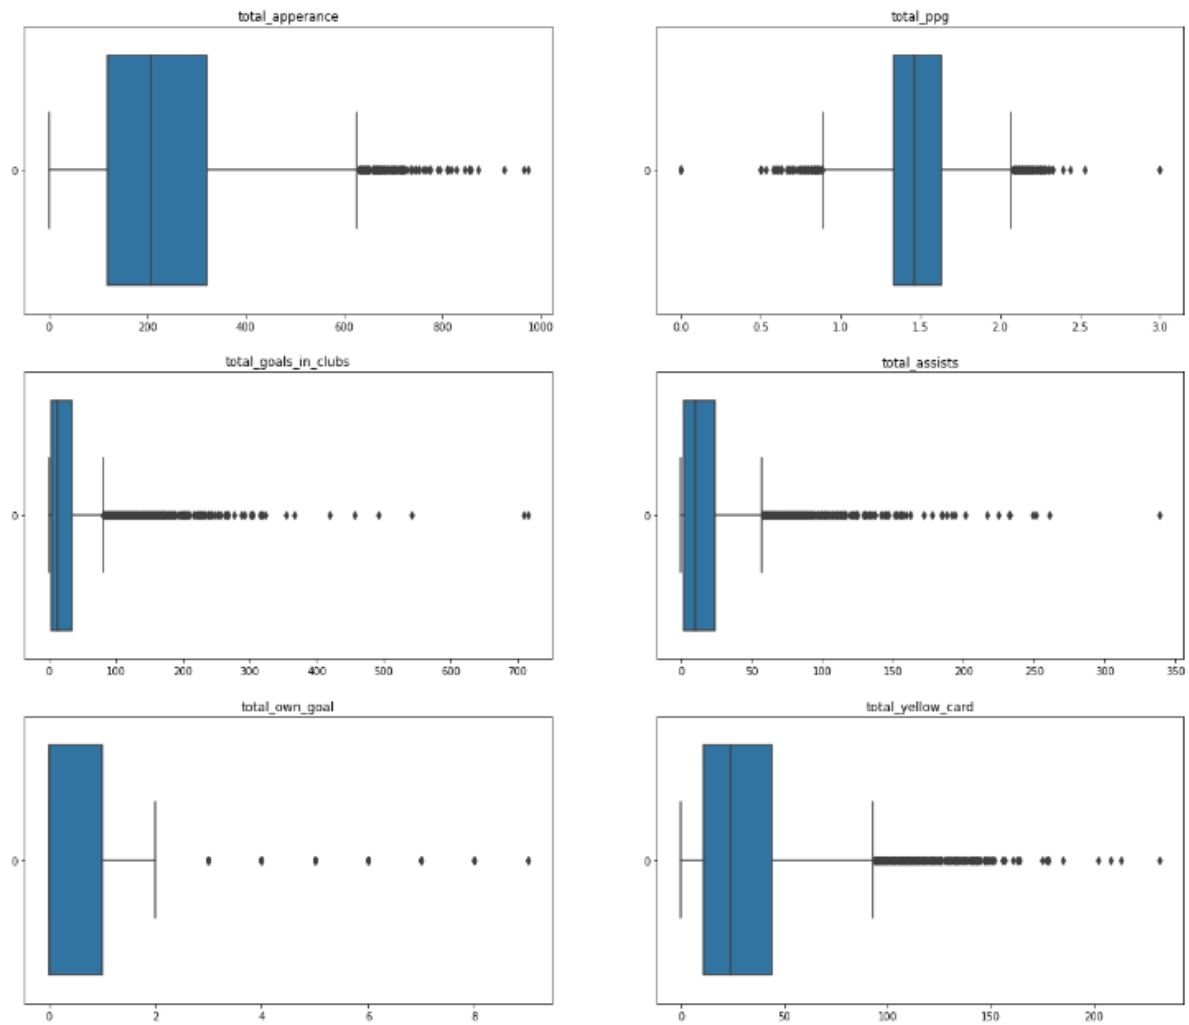 total_apperance
0
0 200 400 600 800 1000
total_ppg
0
0.0 0.5 1.0 1.5 2.0 2.5 3.0
total_goals_in_clubs
0
0 100 200 300 400 500 600 700
total_assists
0
0 50 100 150 200 250 300 350
total_own_goal
0
0 2 4 6 8
total_yellow_card
0
0 50 100 150 200